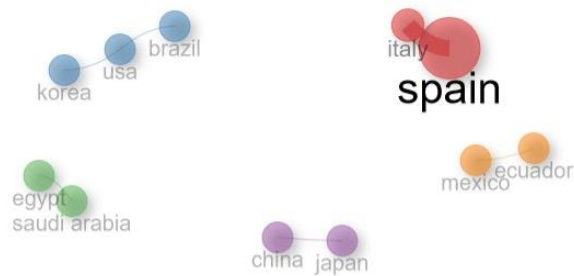 brazil
usa
korea
italy
spain
ecuador
mexico
egypt
saudi arabia
china
japan